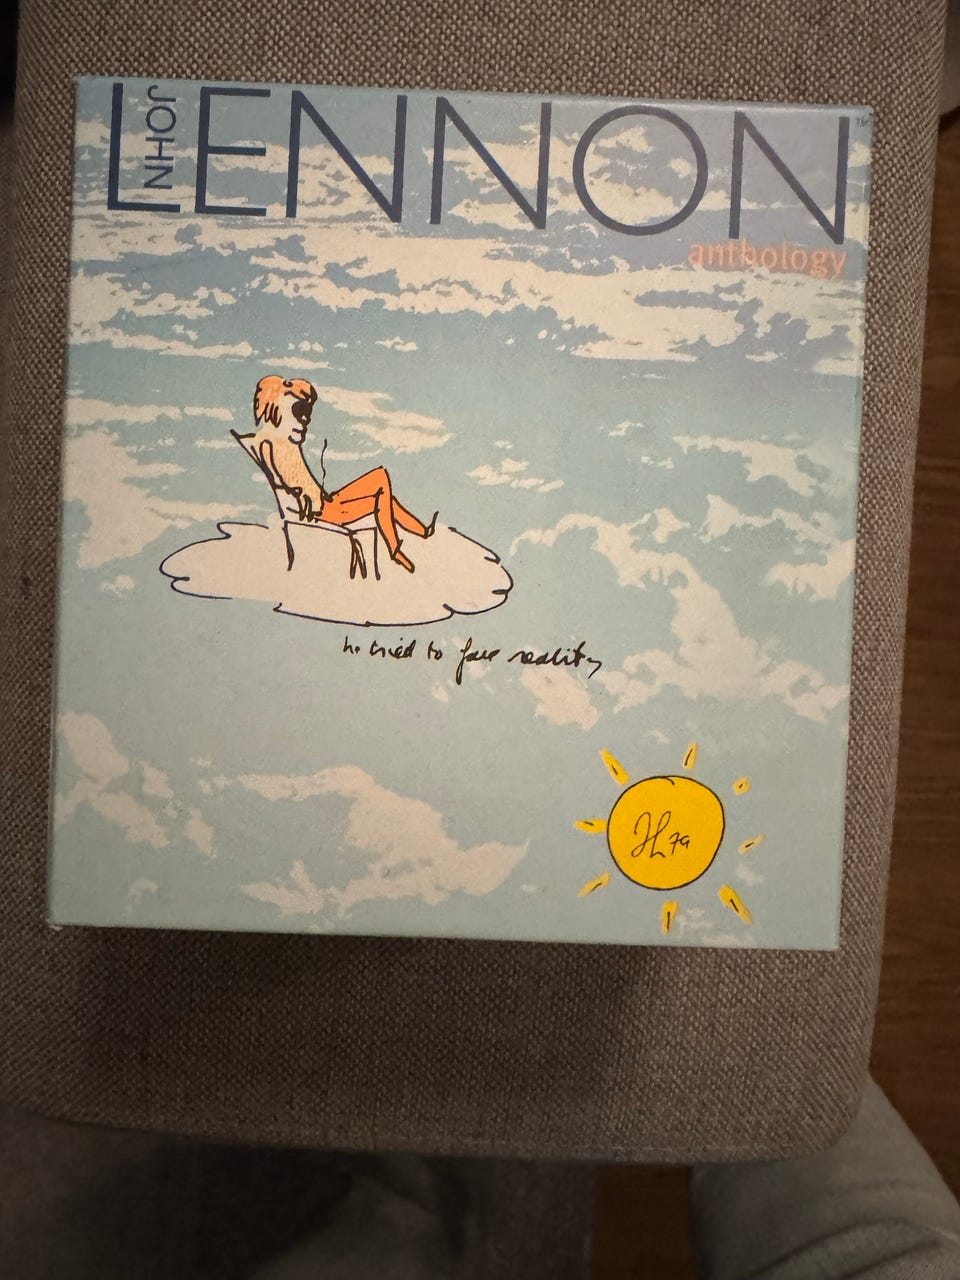 JOHN
LENNON
anthology
he tried to face reality
JL 79